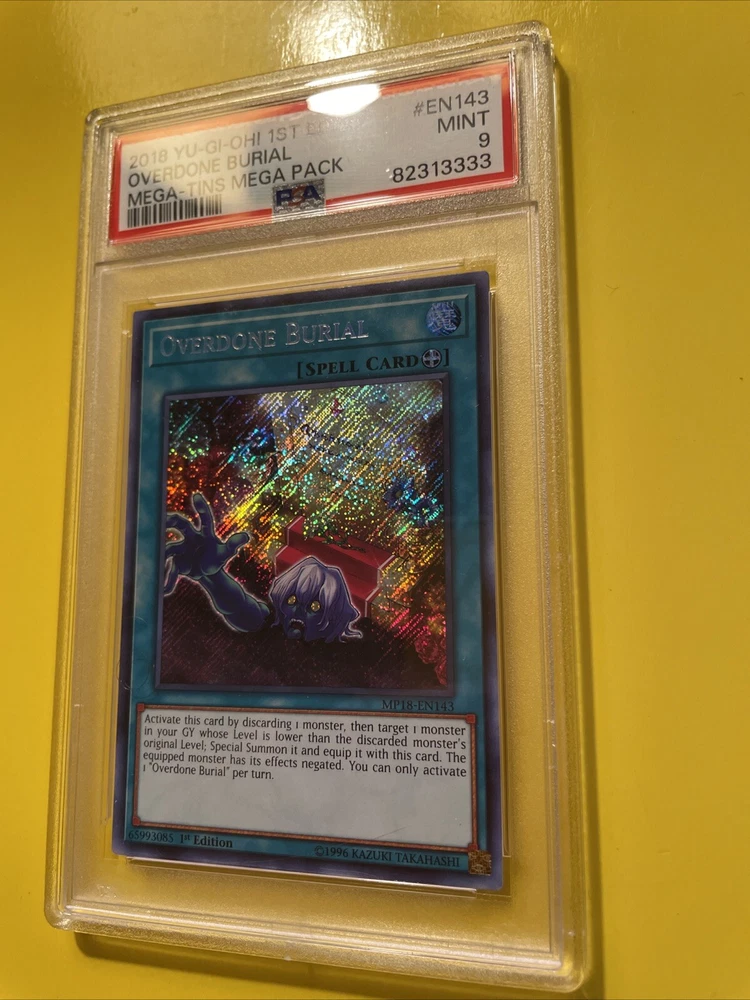 2018 YU-GI-OH! 1ST
#EN143
OVERDONE BURIAL
MINT
MEGA-TINS MEGA PACK
9
PSA
82313333
OVERDONE BURIAL
[SPELL CARD]
MP18-EN143
Activate this card by discarding 1 monster, then target 1 monster
in your GY whose Level is lower than the discarded monster's
original Level; Special Summon it and equip it with this card. The
equipped monster has its effects negated. You can only activate
1 "Overdone Burial" per turn.
65993085 1st Edition
©1996 KAZUKI TAKAHASHI